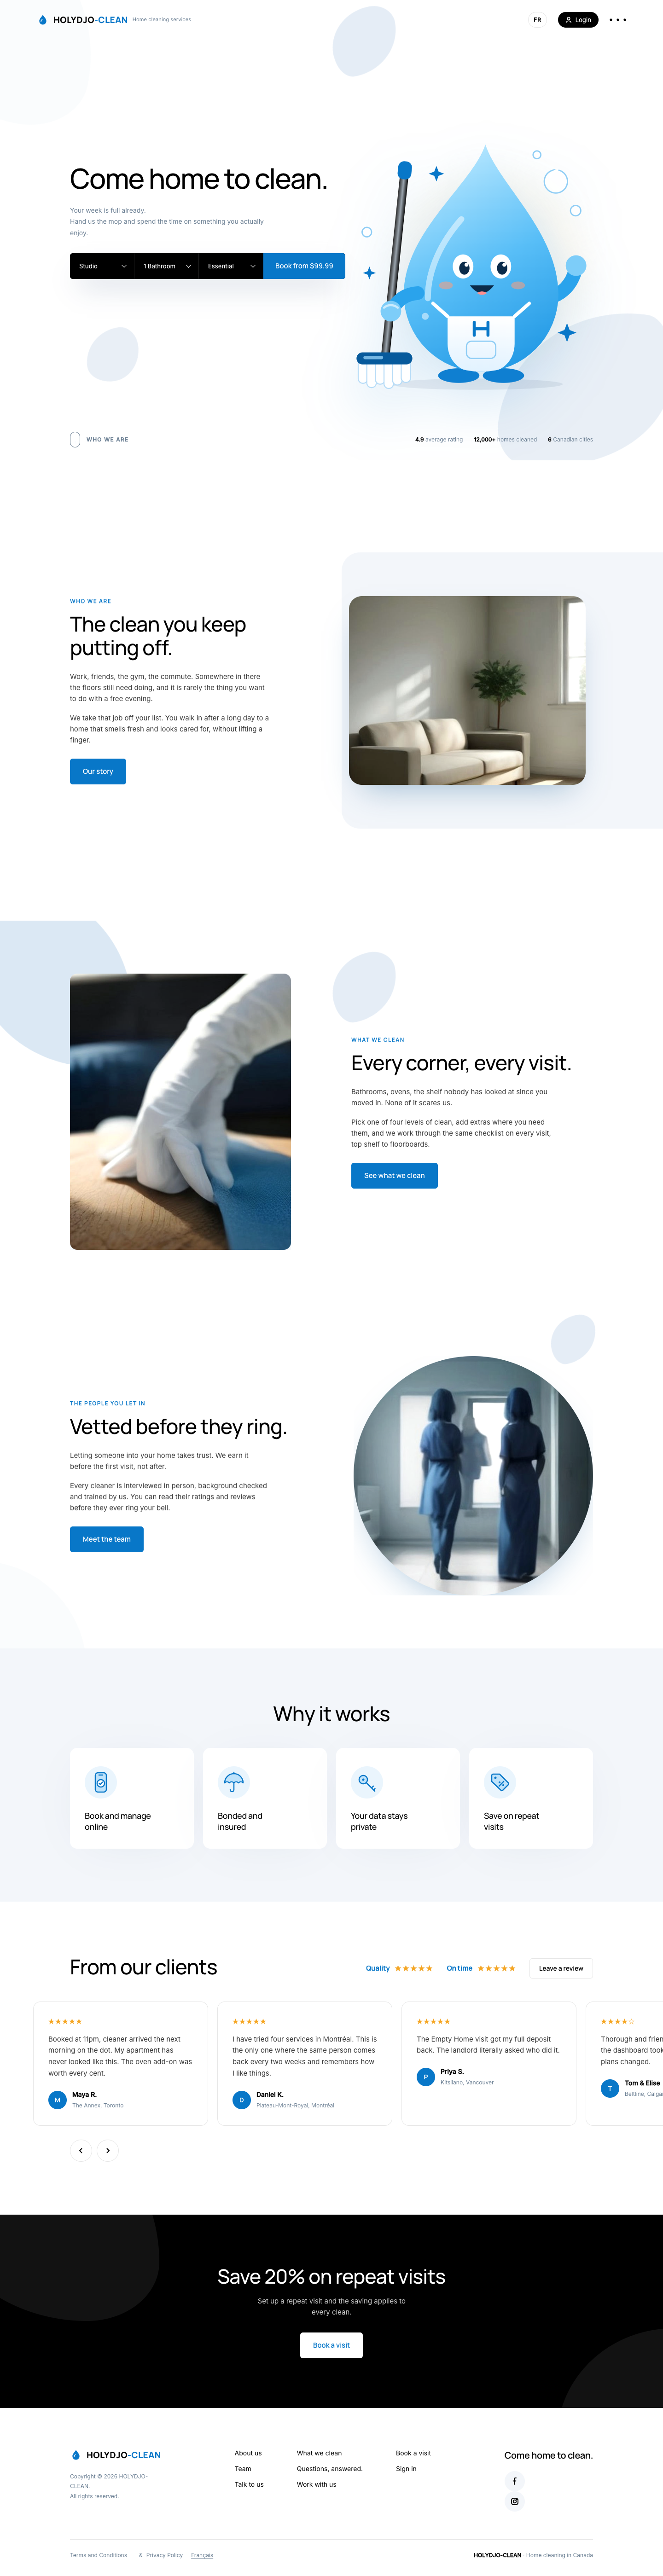 HOLYDJO-CLEAN Home cleaning services
FR
Login
Come home to clean.
Your week is full already.
Hand us the mop and spend the time on something you actually
enjoy.
Studio
1 Bathroom
Essential
Book from $99.99
H
WHO WE ARE
4.9 average rating
12,000+ homes cleaned
6 Canadian cities
WHO WE ARE
The clean you keep
putting off.
Work, friends, the gym, the commute. Somewhere in there
the floors still need doing, and it is rarely the thing you want
to do with a free evening.
We take that job off your list. You walk in after a long day to a
home that smells fresh and looks cared for, without lifting a
finger.
Our story
WHAT WE CLEAN
Every corner, every visit.
Bathrooms, ovens, the shelf nobody has looked at since you
moved in. None of it scares us.
Pick one of four levels of clean, add extras where you need
them, and we work through the same checklist on every visit,
top shelf to floorboards.
See what we clean
THE PEOPLE YOU LET IN
Vetted before they ring.
Letting someone into your home takes trust. We earn it
before the first visit, not after.
Every cleaner is interviewed in person, background checked
and trained by us. You can read their ratings and reviews
before they ever ring your bell.
Meet the team
Why it works
Book and manage
online
Bonded and
insured
Your data stays
private
Save on repeat
visits
From our clients
Quality ★★★★★
On time ★★★★★
Leave a review
★★★★★
Booked at 11pm, cleaner arrived the next
morning on the dot. My apartment has
never looked like this. The oven add-on was
worth every cent.
M
Maya R.
The Annex, Toronto
★★★★★
I have tried four services in Montréal. This is
the only one where the same person comes
back every two weeks and remembers how
I like things.
D
Daniel K.
Plateau-Mont-Royal, Montréal
★★★★★
The Empty Home visit got my full deposit
back. The landlord literally asked who did it.
P
Priya S.
Kitsilano, Vancouver
★★★★☆
Thorough and frien
the dashboard took
plans changed.
T
Tom & Elise
Beltline, Calga
Save 20% on repeat visits
Set up a repeat visit and the saving applies to
every clean.
Book a visit
HOLYDJO-CLEAN
Copyright © 2026 HOLYDJO-
CLEAN.
All rights reserved.
About us
Team
Talk to us
What we clean
Questions, answered.
Work with us
Book a visit
Sign in
Come home to clean.
Terms and Conditions & Privacy Policy Français
HOLYDJO-CLEAN · Home cleaning in Canada